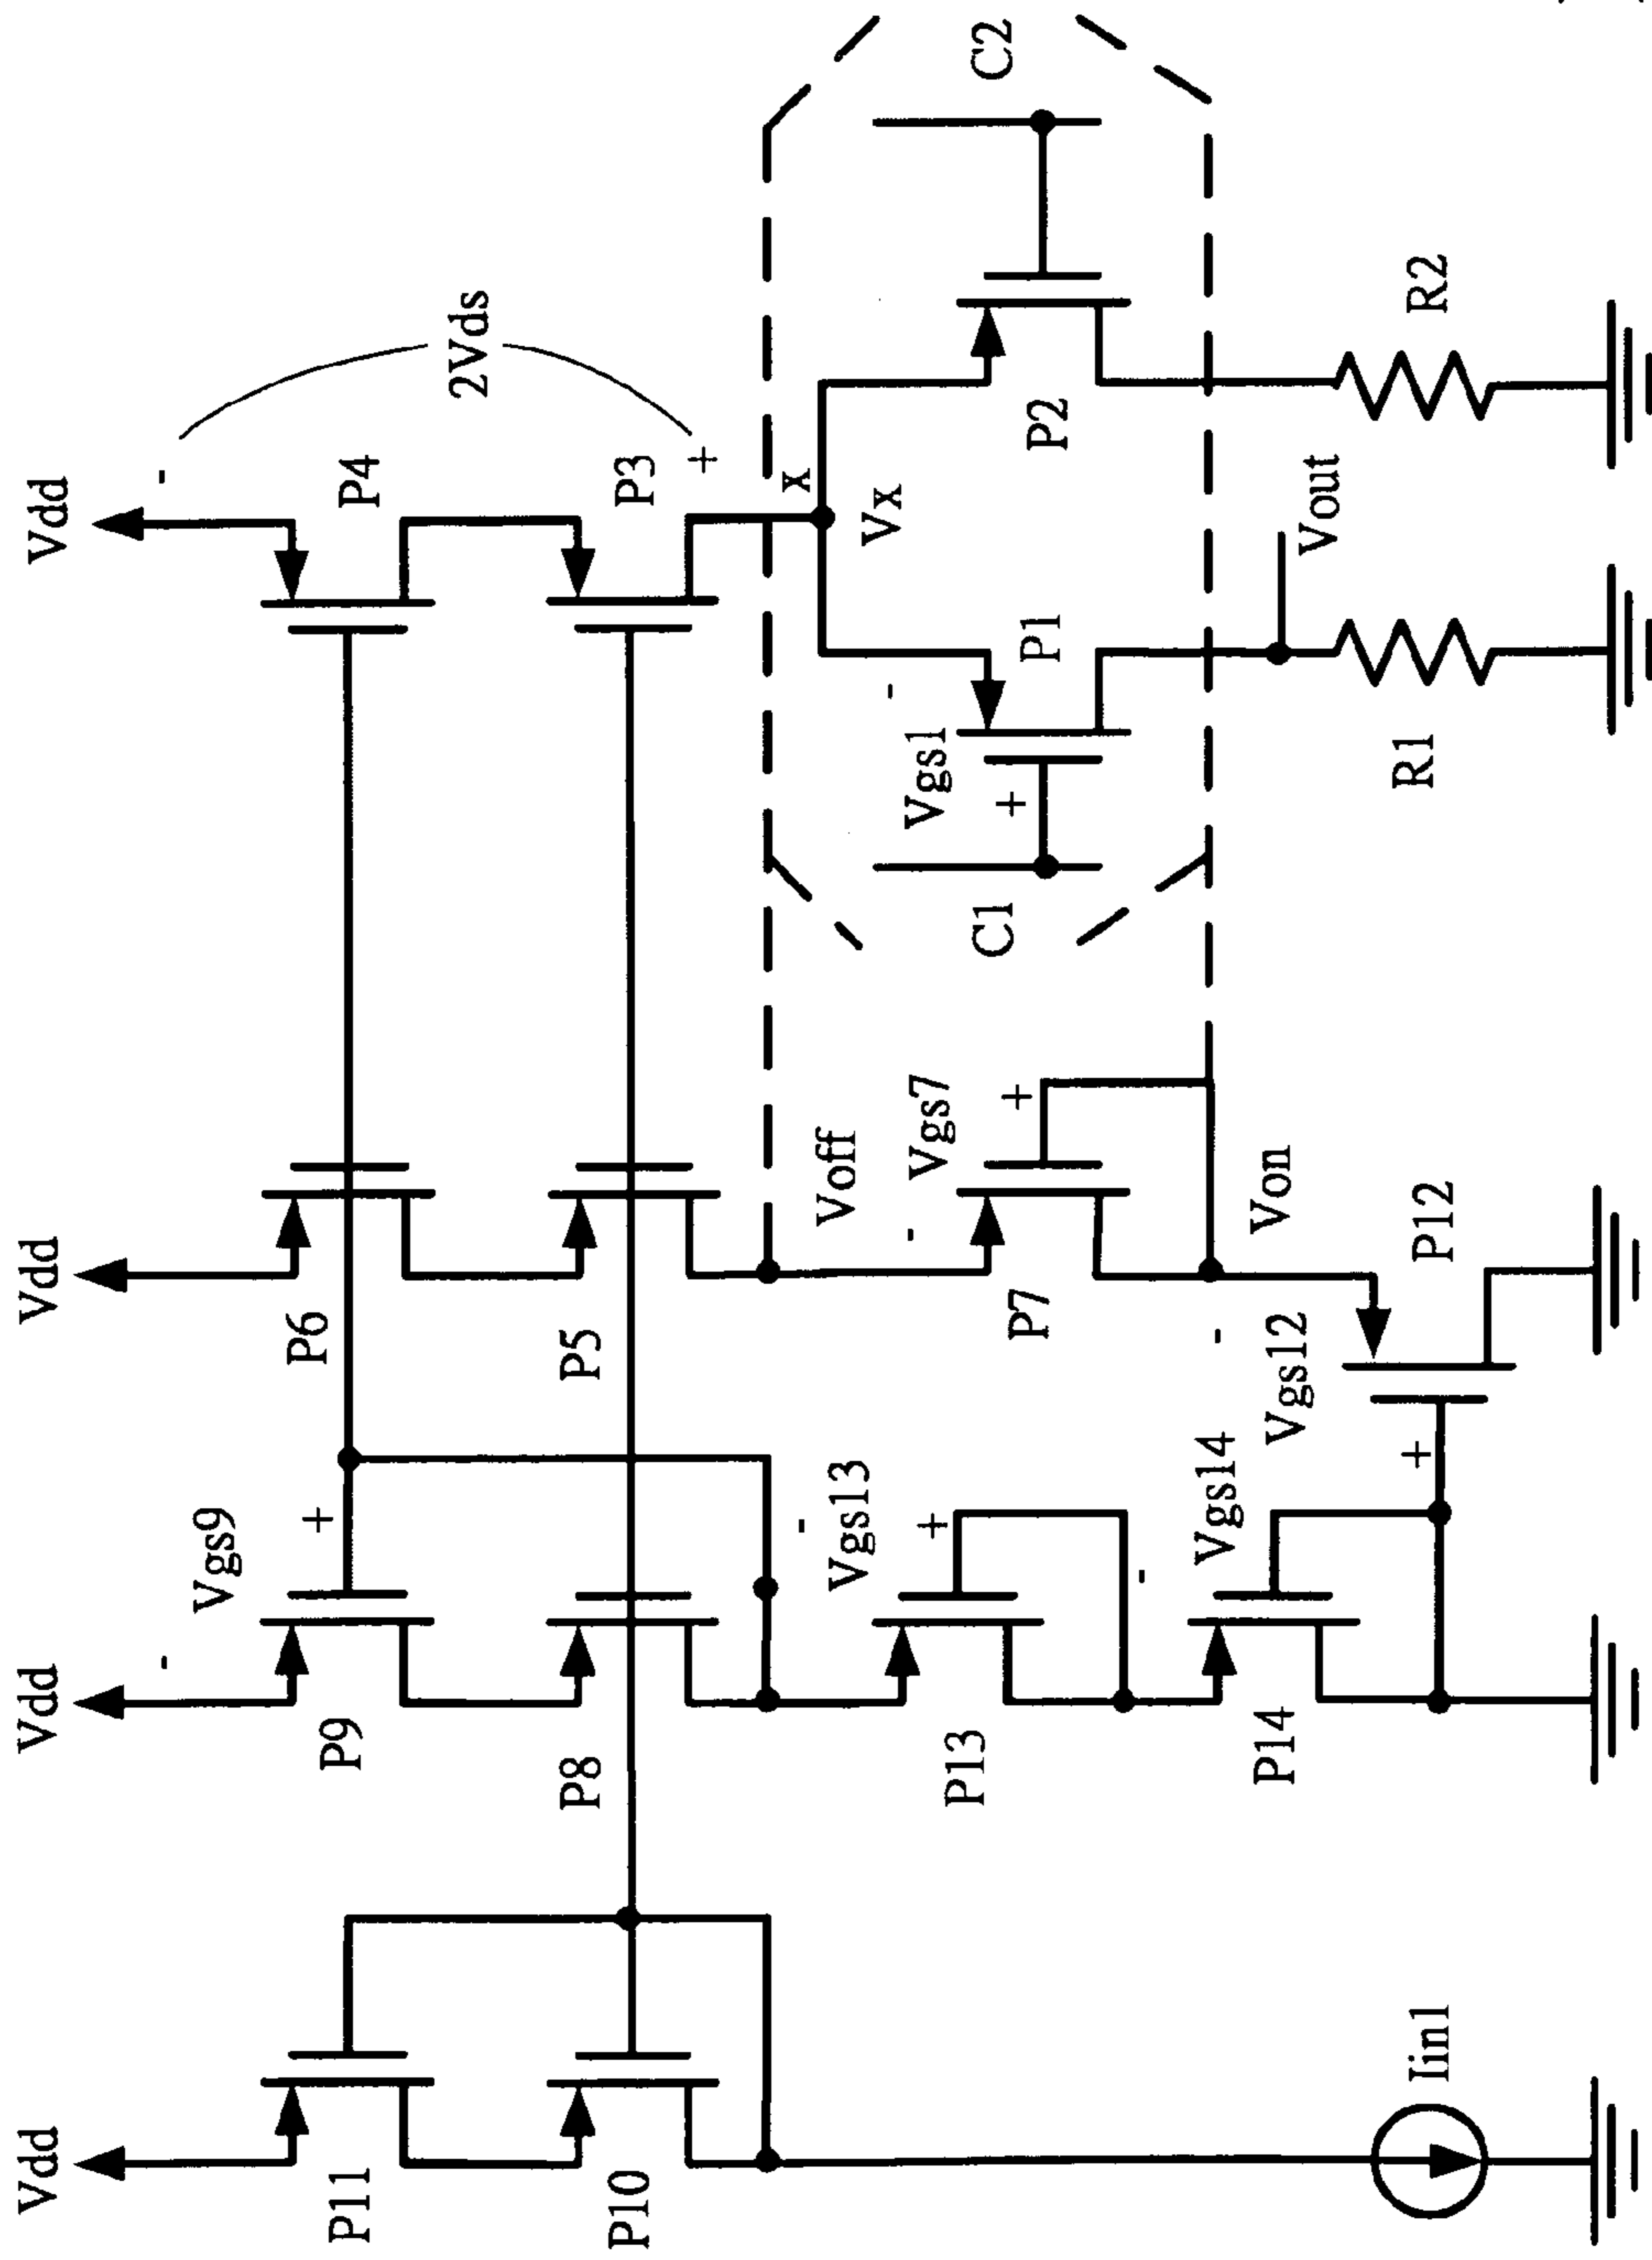 Vdd
Vdd
Vdd
Vdd
-
-
Vgs9
+
P11
P9
P6
P4
2Vds
P10
P8
P5
P3
+
x
Vx
Voff
-
Vgs13
+
-
Vgs7
+
-
Vgs1
+
-
P13
P7
C1
P1
P2
C2
-
Vgs14
P14
Von
-
Vgs12
+
P12
Vout
Iin1
R1
R2